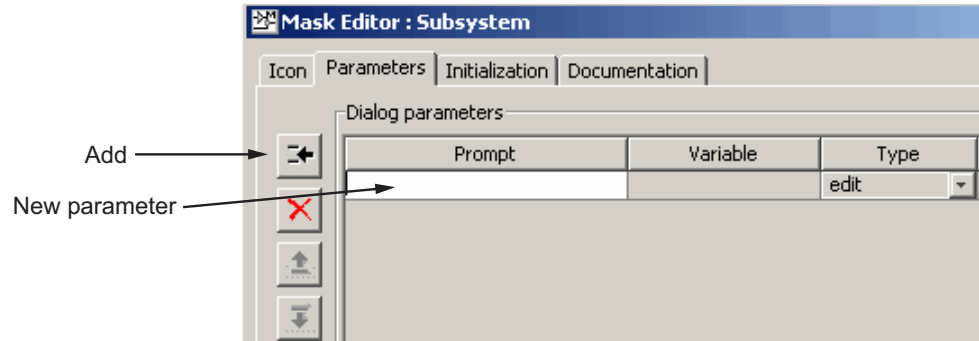 Mask Editor : Subsystem
Icon Parameters Initialization Documentation
Dialog parameters
Add
Prompt Variable Type
edit
New parameter